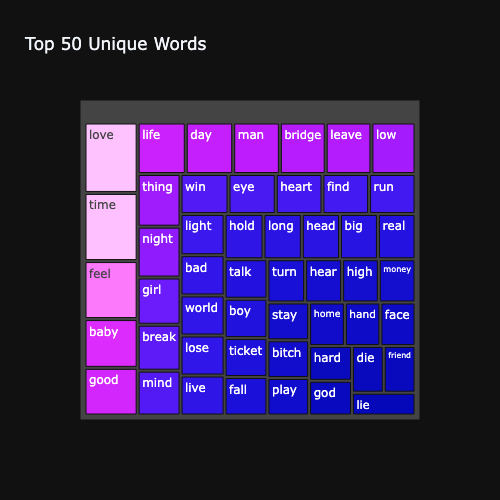 Top 50 Unique Words
love
time
feel
baby
good
life
day
man
bridge
leave
low
thing
night
girl
break
mind
win
eye
heart
find
run
light
bad
world
lose
live
hold
long
head
big
real
talk
boy
ticket
fall
turn
hear
high
money
stay
bitch
play
home
hand
face
hard
god
die
friend
lie